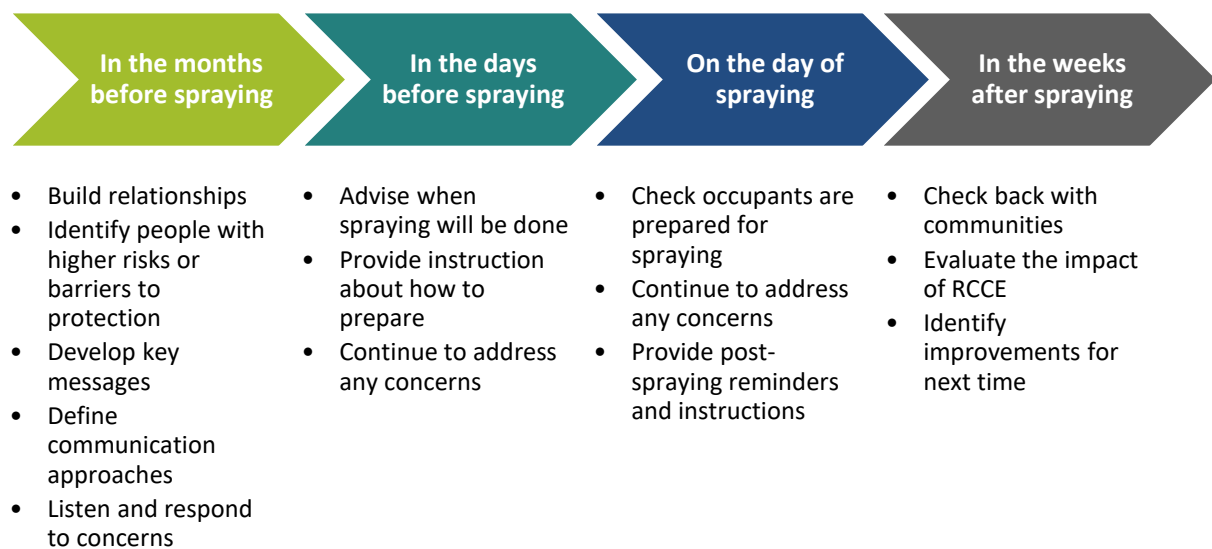 In the months
before spraying
In the days
before spraying
On the day of
spraying
In the weeks
after spraying
• Build relationships
• Identify people with
higher risks or
barriers to
protection
• Develop key
messages
• Define
communication
approaches
• Listen and respond
to concerns
• Advise when
spraying will be done
• Provide instruction
about how to
prepare
• Continue to address
any concerns
• Check occupants are
prepared for
spraying
• Continue to address
any concerns
• Provide post-
spraying reminders
and instructions
• Check back with
communities
• Evaluate the impact
of RCCE
• Identify
improvements for
next time